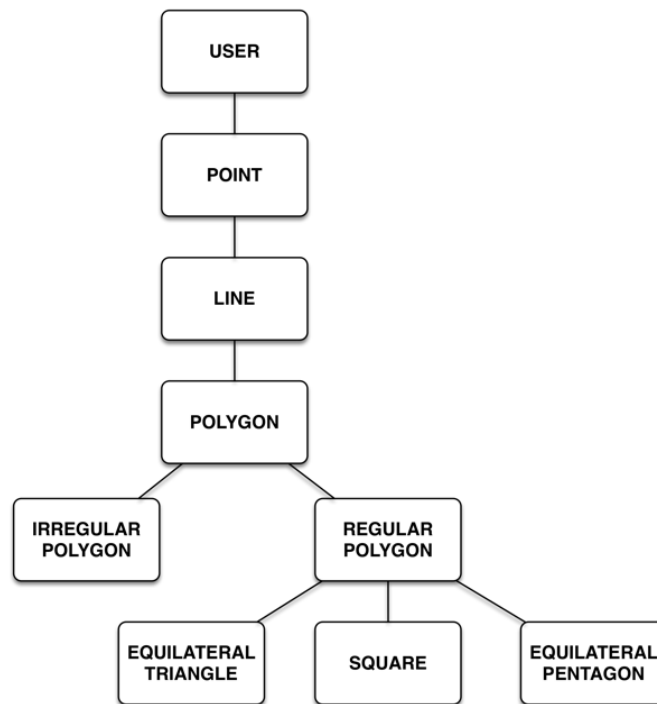 USER
POINT
LINE
POLYGON
IRREGULAR
POLYGON
REGULAR
POLYGON
EQUILATERAL
TRIANGLE
SQUARE
EQUILATERAL
PENTAGON